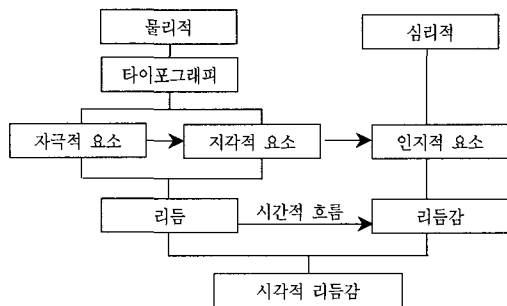 물리적
심리적
타이포그래피
자극적 요소
지각적 요소
인지적 요소
리듬
시간적 흐름
리듬감
시각적 리듬감